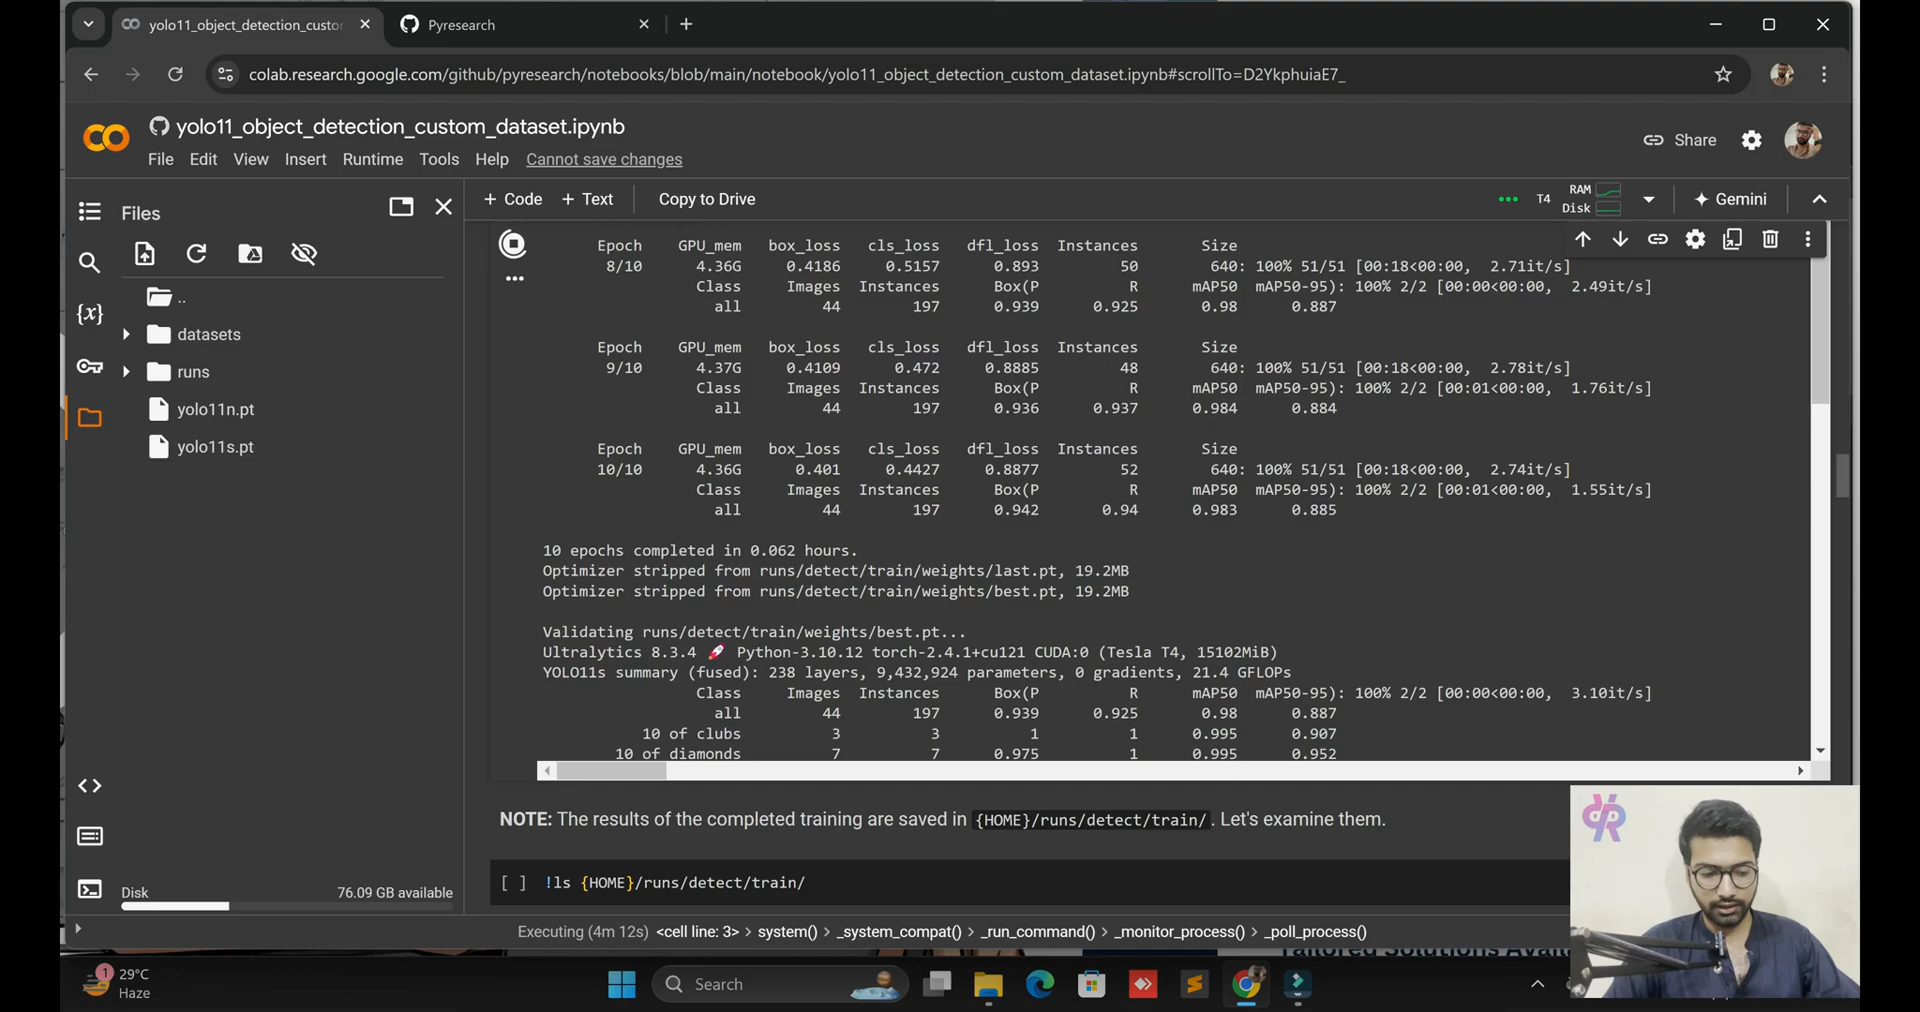 yolo11_object_detection_custo
Pyresearch
colab.research.google.com/github/pyresearch/notebooks/blob/main/notebook/yolo11_object_detection_custom_dataset.ipynb#scrollTo=D2YkphuiaE7_
yolo11_object_detection_custom_dataset.ipynb
File Edit View Insert Runtime Tools Help Cannot save changes
Share
Files
+ Code + Text Copy to Drive
T4 RAM
Disk
Gemini
..
datasets
runs
yolo11n.pt
yolo11s.pt
{x}
Epoch GPU_mem box_loss cls_loss dfl_loss Instances Size
8/10 4.36G 0.4186 0.5157 0.893 50 640: 100% 51/51 [00:18<00:00, 2.71it/s]
Class Images Instances Box(P R mAP50 mAP50-95): 100% 2/2 [00:00<00:00, 2.49it/s]
all 44 197 0.939 0.925 0.98 0.887
Epoch GPU_mem box_loss cls_loss dfl_loss Instances Size
9/10 4.37G 0.4109 0.472 0.8885 48 640: 100% 51/51 [00:18<00:00, 2.78it/s]
Class Images Instances Box(P R mAP50 mAP50-95): 100% 2/2 [00:01<00:00, 1.76it/s]
all 44 197 0.936 0.937 0.984 0.884
Epoch GPU_mem box_loss cls_loss dfl_loss Instances Size
10/10 4.36G 0.401 0.4427 0.8877 52 640: 100% 51/51 [00:18<00:00, 2.74it/s]
Class Images Instances Box(P R mAP50 mAP50-95): 100% 2/2 [00:01<00:00, 1.55it/s]
all 44 197 0.942 0.94 0.983 0.885
10 epochs completed in 0.062 hours.
Optimizer stripped from runs/detect/train/weights/last.pt, 19.2MB
Optimizer stripped from runs/detect/train/weights/best.pt, 19.2MB
Validating runs/detect/train/weights/best.pt...
Ultralytics 8.3.4 🚀 Python-3.10.12 torch-2.4.1+cu121 CUDA:0 (Tesla T4, 15102MiB)
YOLO11s summary (fused): 238 layers, 9,432,924 parameters, 0 gradients, 21.4 GFLOPs
Class Images Instances Box(P R mAP50 mAP50-95): 100% 2/2 [00:00<00:00, 3.10it/s]
all 44 197 0.939 0.925 0.98 0.887
10 of clubs 3 3 1 1 0.995 0.907
10 of diamonds 7 7 0.975 1 0.995 0.952
NOTE: The results of the completed training are saved in {HOME}/runs/detect/train/. Let's examine them.
[ ] !ls {HOME}/runs/detect/train/
Disk 76.09 GB available
Executing (4m 12s) <cell line: 3> > system() > _system_compat() > _run_command() > _monitor_process() > _poll_process()
1
29°C
Haze
Search